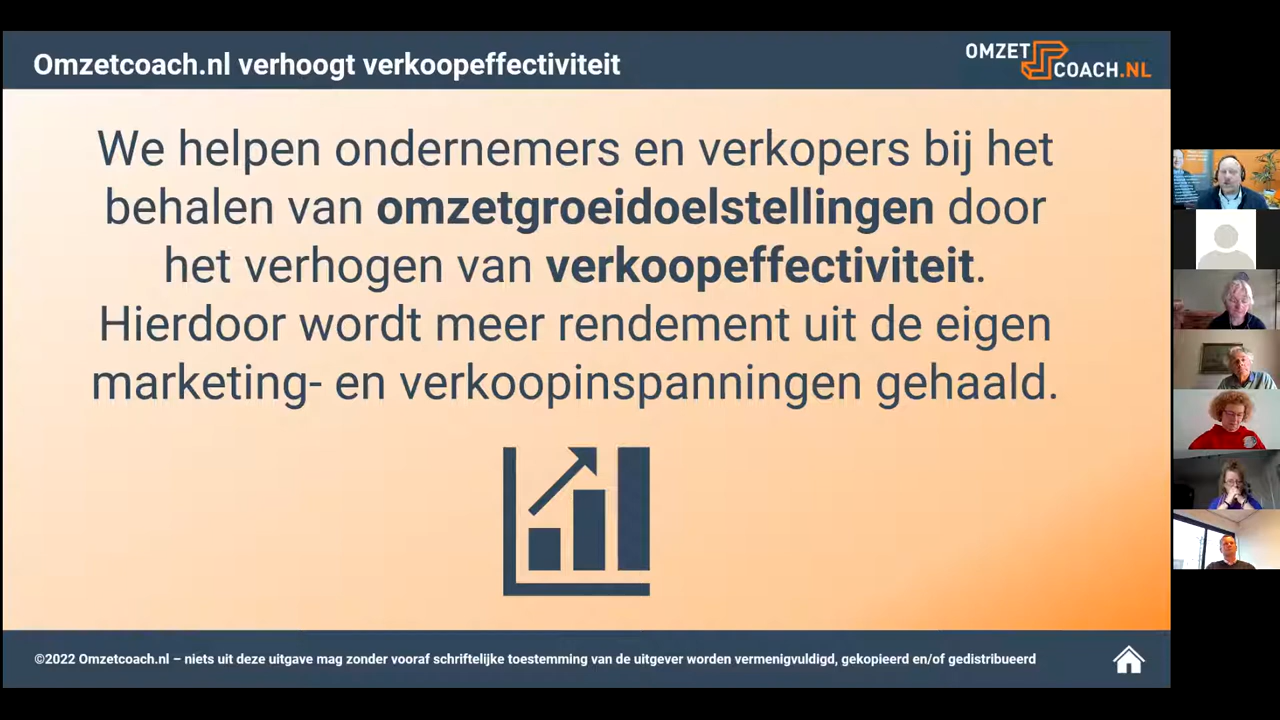 Omzetcoach.nl verhoogt verkoopeffectiviteit
OMZET
COACH.NL
We helpen ondernemers en verkopers bij het
behalen van omzetgroeidoelstellingen door
het verhogen van verkoopeffectiviteit.
Hierdoor wordt meer rendement uit de eigen
marketing- en verkoopinspanningen gehaald.
©2022 Omzetcoach.nl – niets uit deze uitgave mag zonder vooraf schriftelijke toestemming van de uitgever worden vermenigvuldigd, gekopieerd en/of gedistribueerd